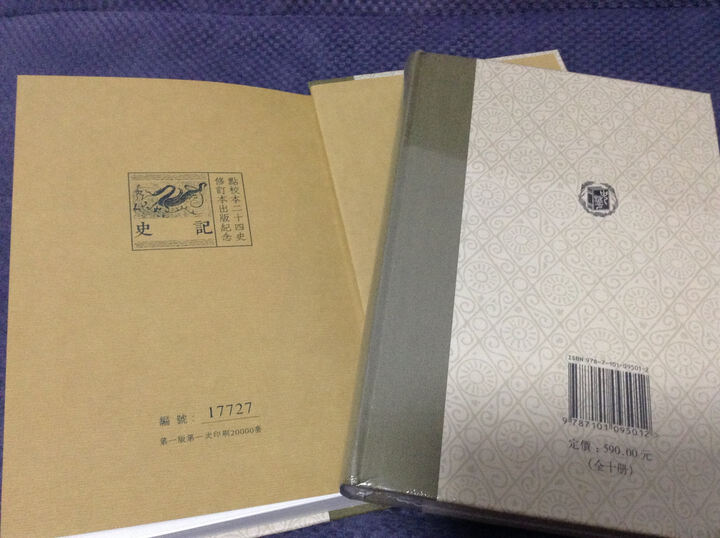 點校本二十四史
修訂本出版紀念
史記
編號：17727
第一版第一次印刷20000套
ISBN 978-7-101-09501-2
9 787101 095012 >
定價：590.00 元
（全十册）